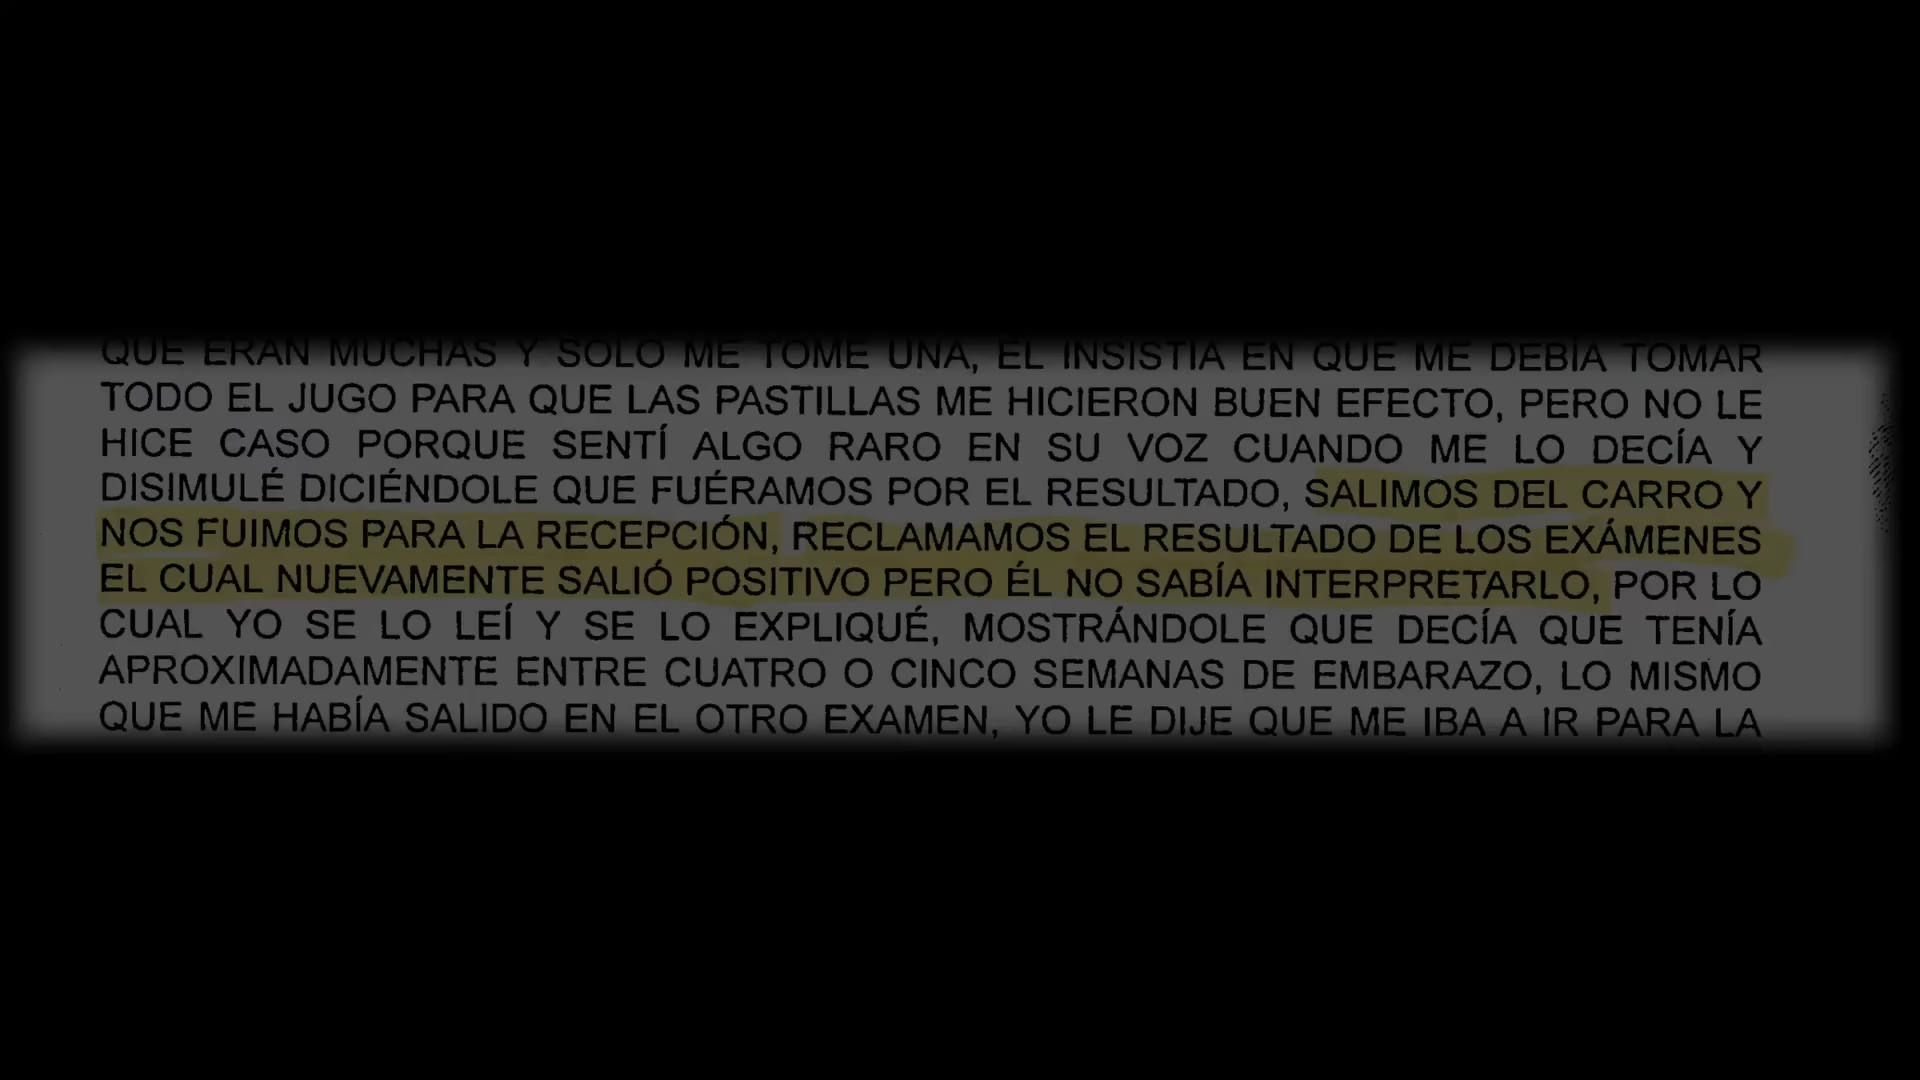 QUE ERAN MUCHAS Y SOLO ME TOMÉ UNA, ÉL INSISTÍA EN QUE ME DEBÍA TOMAR
TODO EL JUGO PARA QUE LAS PASTILLAS ME HICIERON BUEN EFECTO, PERO NO LE
HICE CASO PORQUE SENTÍ ALGO RARO EN SU VOZ CUANDO ME LO DECÍA Y
DISIMULÉ DICIÉNDOLE QUE FUÉRAMOS POR EL RESULTADO, SALIMOS DEL CARRO Y
NOS FUIMOS PARA LA RECEPCIÓN, RECLAMAMOS EL RESULTADO DE LOS EXÁMENES
EL CUAL NUEVAMENTE SALIÓ POSITIVO PERO ÉL NO SABÍA INTERPRETARLO, POR LO
CUAL YO SE LO LEÍ Y SE LO EXPLIQUÉ, MOSTRÁNDOLE QUE DECÍA QUE TENÍA
APROXIMADAMENTE ENTRE CUATRO O CINCO SEMANAS DE EMBARAZO, LO MISMO
QUE ME HABÍA SALIDO EN EL OTRO EXAMEN, YO LE DIJE QUE ME IBA A IR PARA LA